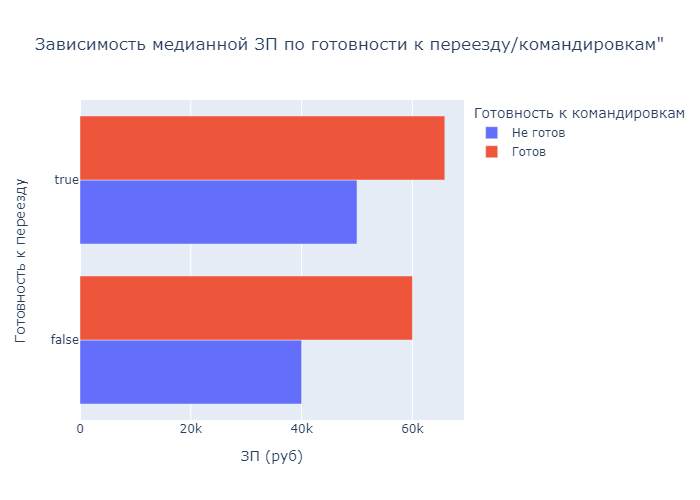 Зависимость медианной ЗП по готовности к переезду/командировкам"
Готовность к командировкам
Не готов
Готов
Готовность к переезду
true
false
0
20k
40k
60k
ЗП (руб)